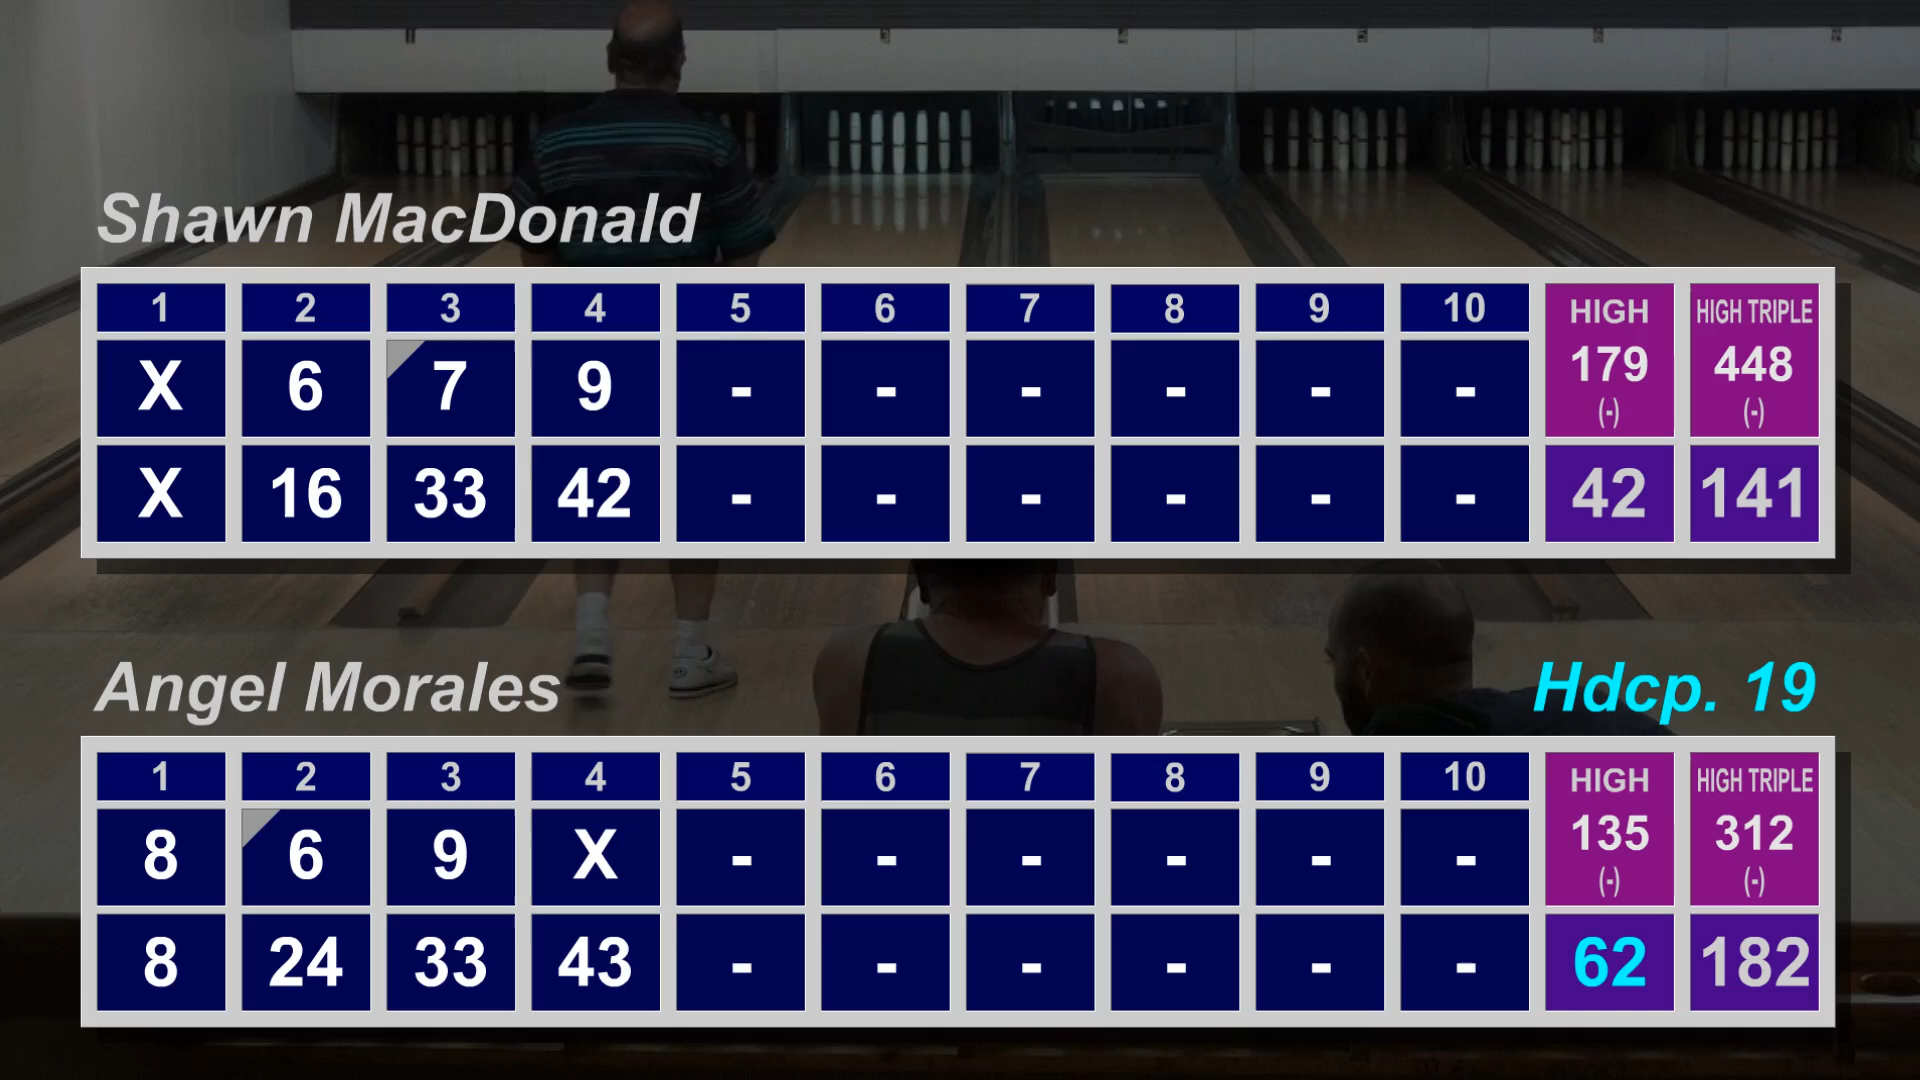 Shawn MacDonald
1 2 3 4 5 6 7 8 9 10 HIGH HIGH TRIPLE
X 6 7 9 - - - - - - 179 448
(-) (-)
X 16 33 42 - - - - - - 42 141
Angel Morales Hdcp. 19
1 2 3 4 5 6 7 8 9 10 HIGH HIGH TRIPLE
8 6 9 X - - - - - - 135 312
(-) (-)
8 24 33 43 - - - - - - 62 182